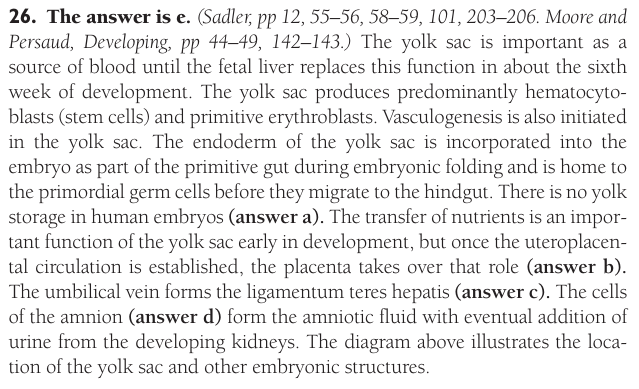 26. The answer is e. (Sadler, pp 12, 55–56, 58–59, 101, 203–206. Moore and
Persaud, Developing, pp 44–49, 142–143.) The yolk sac is important as a
source of blood until the fetal liver replaces this function in about the sixth
week of development. The yolk sac produces predominantly hematocyto-
blasts (stem cells) and primitive erythroblasts. Vasculogenesis is also initiated
in the yolk sac. The endoderm of the yolk sac is incorporated into the
embryo as part of the primitive gut during embryonic folding and is home to
the primordial germ cells before they migrate to the hindgut. There is no yolk
storage in human embryos (answer a). The transfer of nutrients is an impor-
tant function of the yolk sac early in development, but once the uteroplacen-
tal circulation is established, the placenta takes over that role (answer b).
The umbilical vein forms the ligamentum teres hepatis (answer c). The cells
of the amnion (answer d) form the amniotic fluid with eventual addition of
urine from the developing kidneys. The diagram above illustrates the loca-
tion of the yolk sac and other embryonic structures.